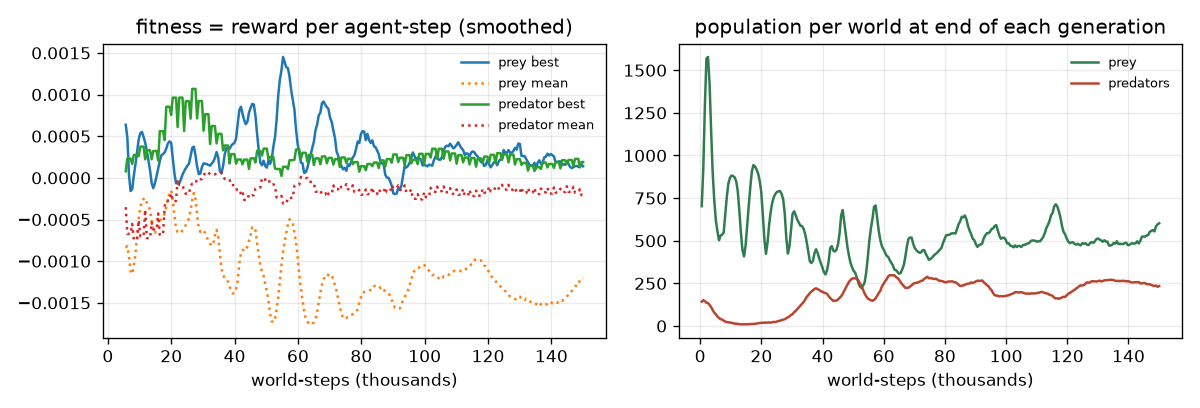 fitness = reward per agent-step (smoothed)
0.0015
0.0010
0.0005
0.0000
−0.0005
−0.0010
−0.0015
prey best
prey mean
predator best
predator mean
0 20 40 60 80 100 120 140
world-steps (thousands)
population per world at end of each generation
1500
1250
1000
750
500
250
0
prey
predators
0 20 40 60 80 100 120 140
world-steps (thousands)